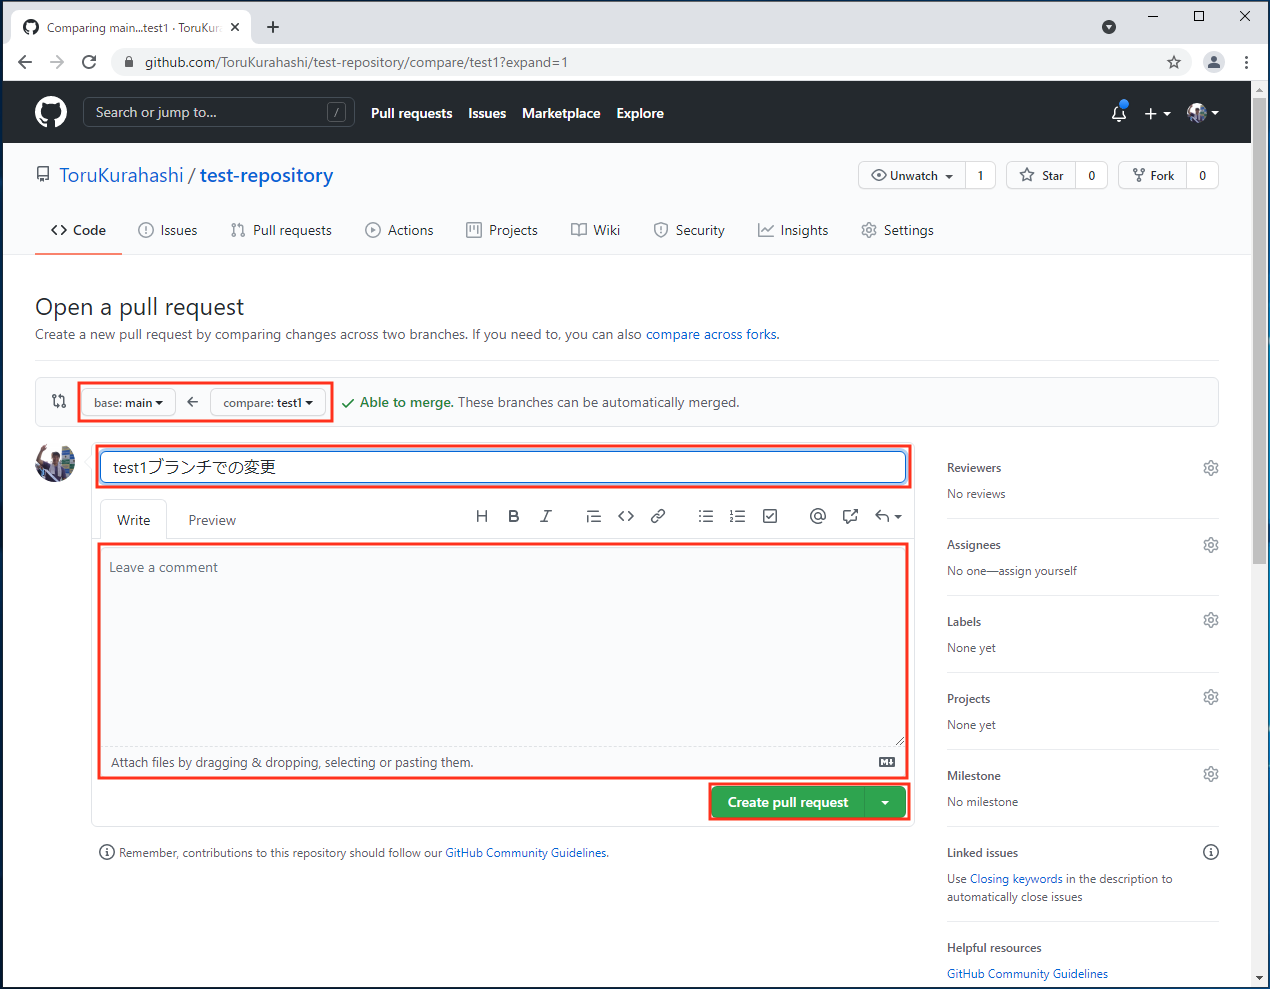 Comparing main...test1 · ToruKur
github.com/ToruKurahashi/test-repository/compare/test1?expand=1
Search or jump to... / Pull requests Issues Marketplace Explore
ToruKurahashi / test-repository Unwatch 1 Star 0 Fork 0
Code Issues Pull requests Actions Projects Wiki Security Insights Settings
Open a pull request
Create a new pull request by comparing changes across two branches. If you need to, you can also compare across forks.
base: main ← compare: test1 ✓ Able to merge. These branches can be automatically merged.
test1ブランチでの変更
Write Preview H B I
Leave a comment
Attach files by dragging & dropping, selecting or pasting them.
Create pull request
Remember, contributions to this repository should follow our GitHub Community Guidelines.
Reviewers
No reviews
Assignees
No one—assign yourself
Labels
None yet
Projects
None yet
Milestone
No milestone
Linked issues
Use Closing keywords in the description to
automatically close issues
Helpful resources
GitHub Community Guidelines